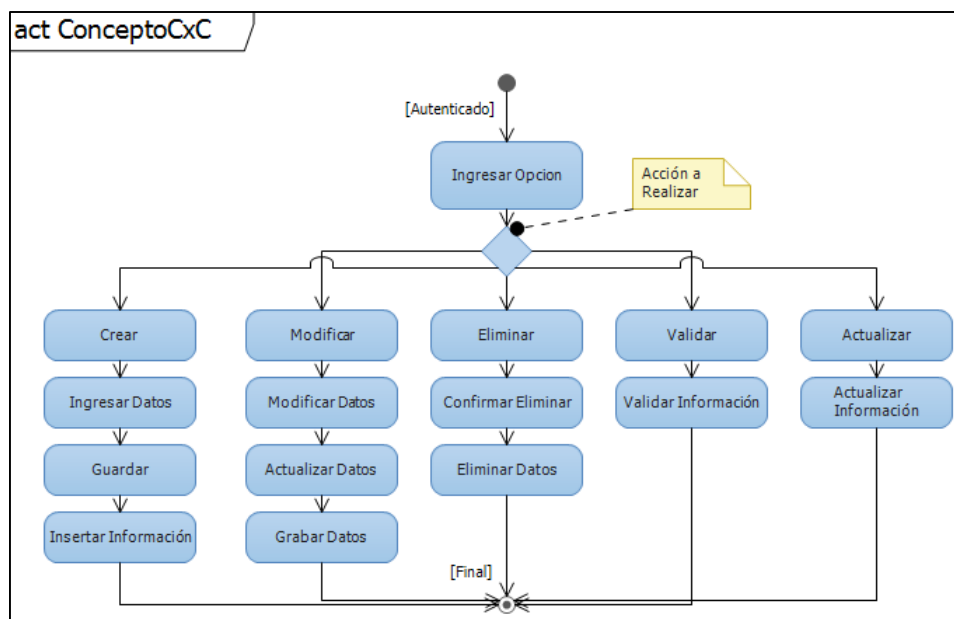 act ConceptoCxC
[Autenticado]
Ingresar Opcion
Acción a
Realizar
Crear
Modificar
Eliminar
Validar
Actualizar
Ingresar Datos
Modificar Datos
Confirmar Eliminar
Validar Información
Actualizar
Información
Guardar
Actualizar Datos
Eliminar Datos
Insertar Información
Grabar Datos
[Final]